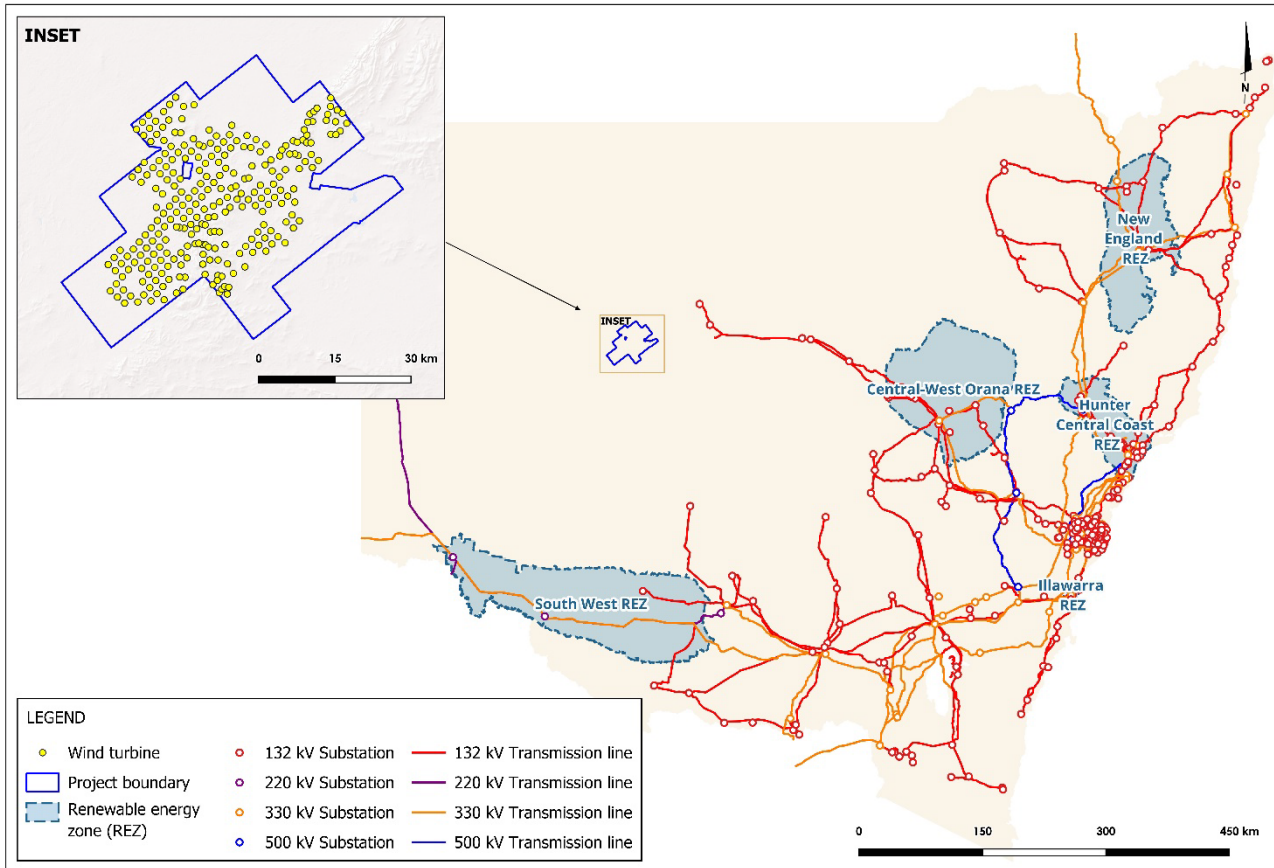 INSET
0 15 30 km
N
INSET
New
England
REZ
Central-West Orana REZ
Hunter
Central Coast
REZ
South West REZ
Illawarra
REZ
LEGEND
Wind turbine
Project boundary
Renewable energy
zone (REZ)
132 kV Substation
220 kV Substation
330 kV Substation
500 kV Substation
132 kV Transmission line
220 kV Transmission line
330 kV Transmission line
500 kV Transmission line
0 150 300 450 km